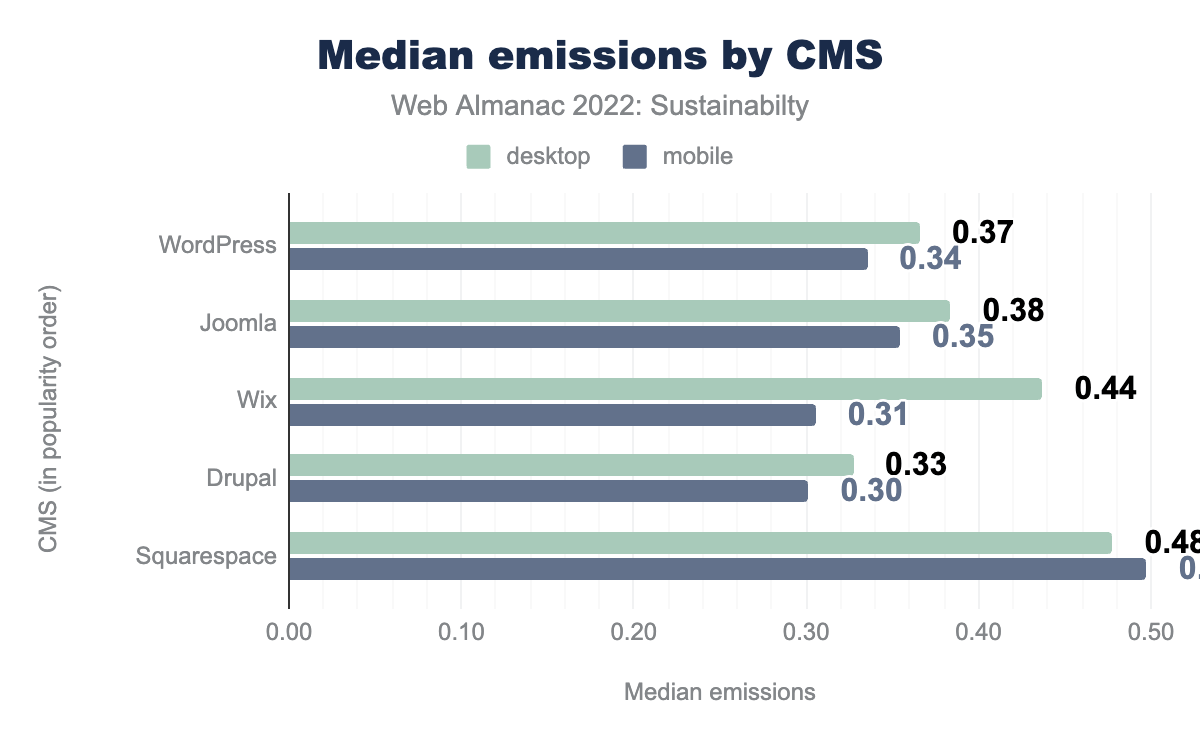 Median emissions by CMS
Web Almanac 2022: Sustainabilty
desktop mobile
CMS (in popularity order)
WordPress
0.37
0.34
Joomla
0.38
0.35
Wix
0.44
0.31
Drupal
0.33
0.30
Squarespace
0.48
0.00 0.10 0.20 0.30 0.40 0.50
Median emissions